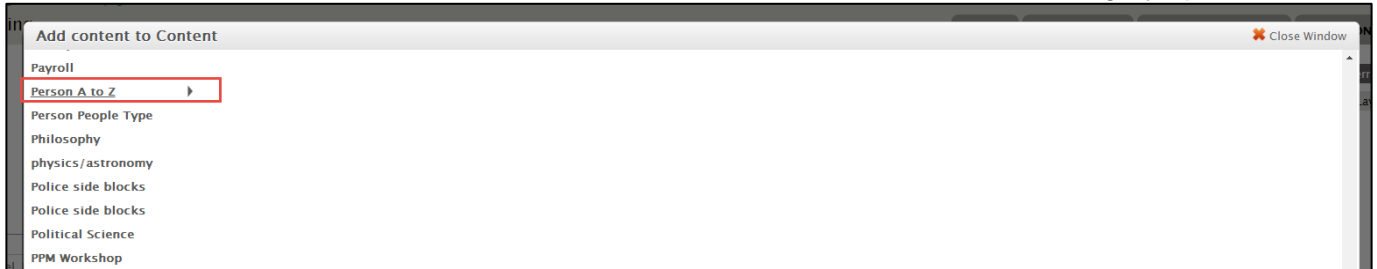 Add content to Content
Close Window
Payroll
Person A to Z
Person People Type
Philosophy
physics/astronomy
Police side blocks
Police side blocks
Political Science
PPM Workshop